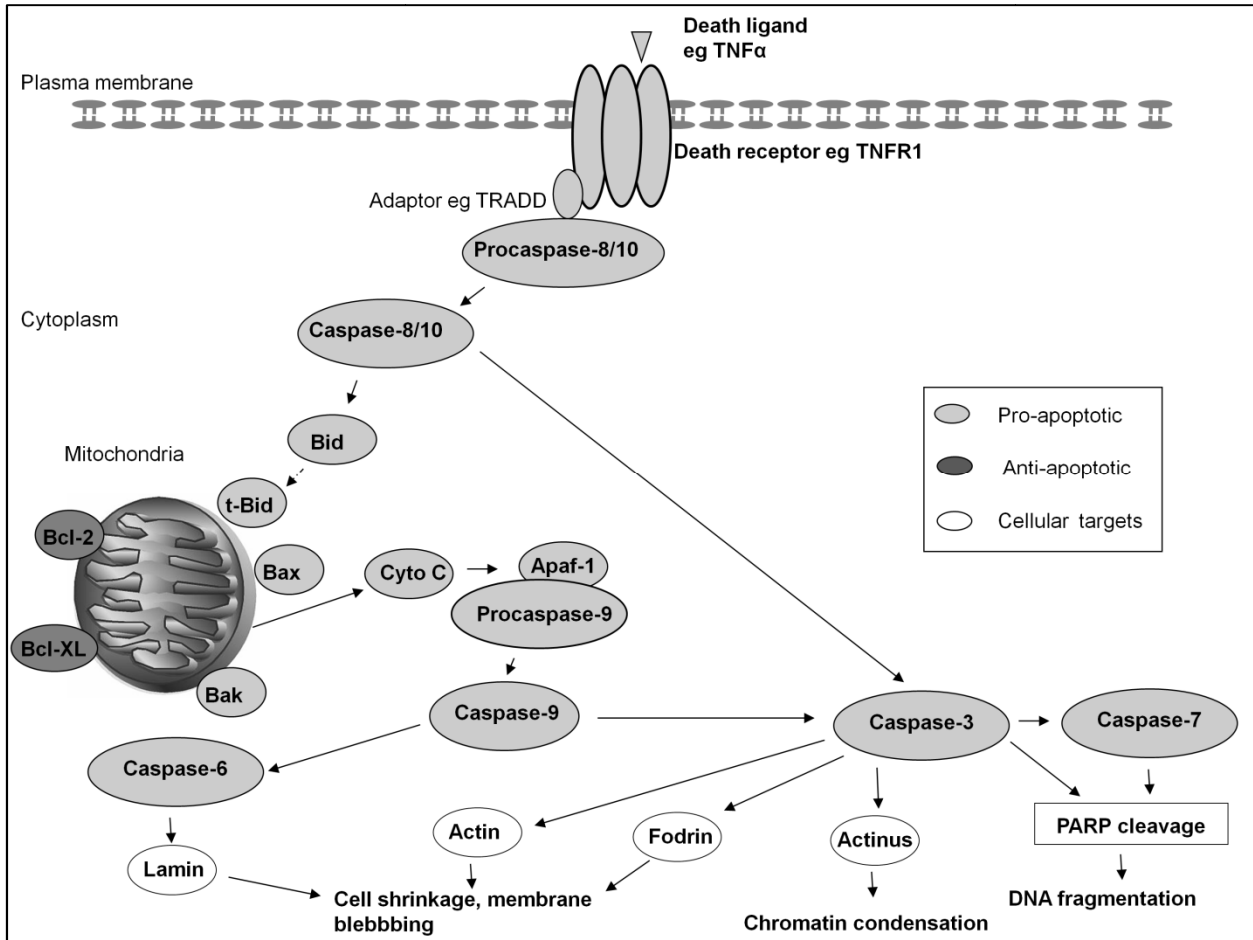 Death ligand
eg TNFα
Plasma membrane
Death receptor eg TNFR1
Adaptor eg TRADD
Procaspase-8/10
Cytoplasm
Caspase-8/10
Pro-apoptotic
Anti-apoptotic
Cellular targets
Bid
Mitochondria
t-Bid
Bcl-2
Bax
Cyto C
Apaf-1
Procaspase-9
Bcl-XL
Bak
Caspase-9
Caspase-3
Caspase-7
Caspase-6
Actin
Fodrin
Actinus
PARP cleavage
Lamin
Cell shrinkage, membrane
blebbbing
Chromatin condensation
DNA fragmentation